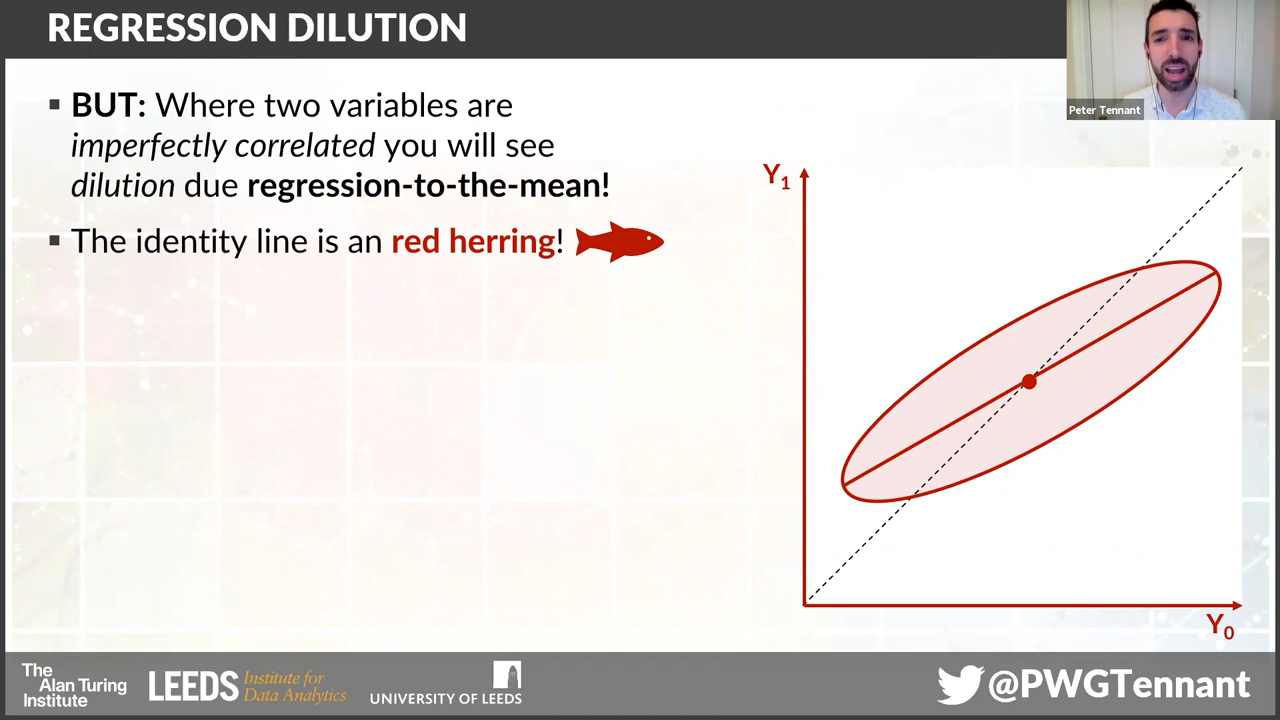 REGRESSION DILUTION
Peter Tennant
▪ BUT: Where two variables are
imperfectly correlated you will see
dilution due regression-to-the-mean!
▪ The identity line is an red herring!
Y₁
Y₀
The
Alan Turing
Institute
LEEDS Institute for
Data Analytics
UNIVERSITY OF LEEDS
@PWGTennant